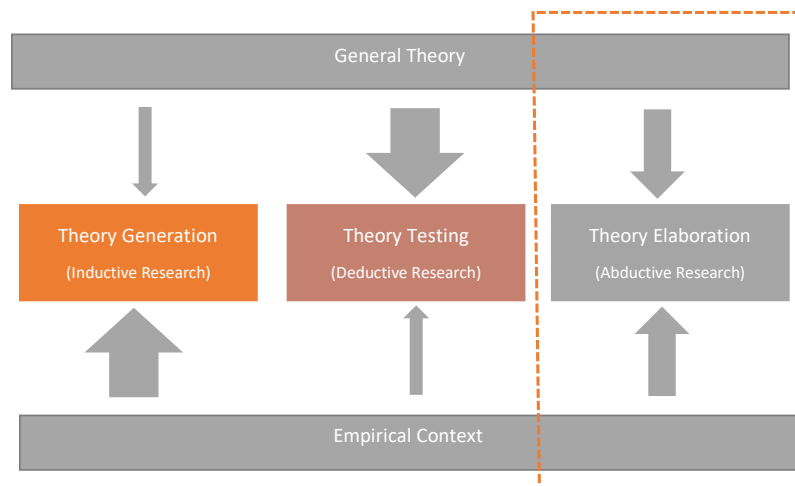 General Theory
Theory Generation
(Inductive Research)
Theory Testing
(Deductive Research)
Theory Elaboration
(Abductive Research)
Empirical Context